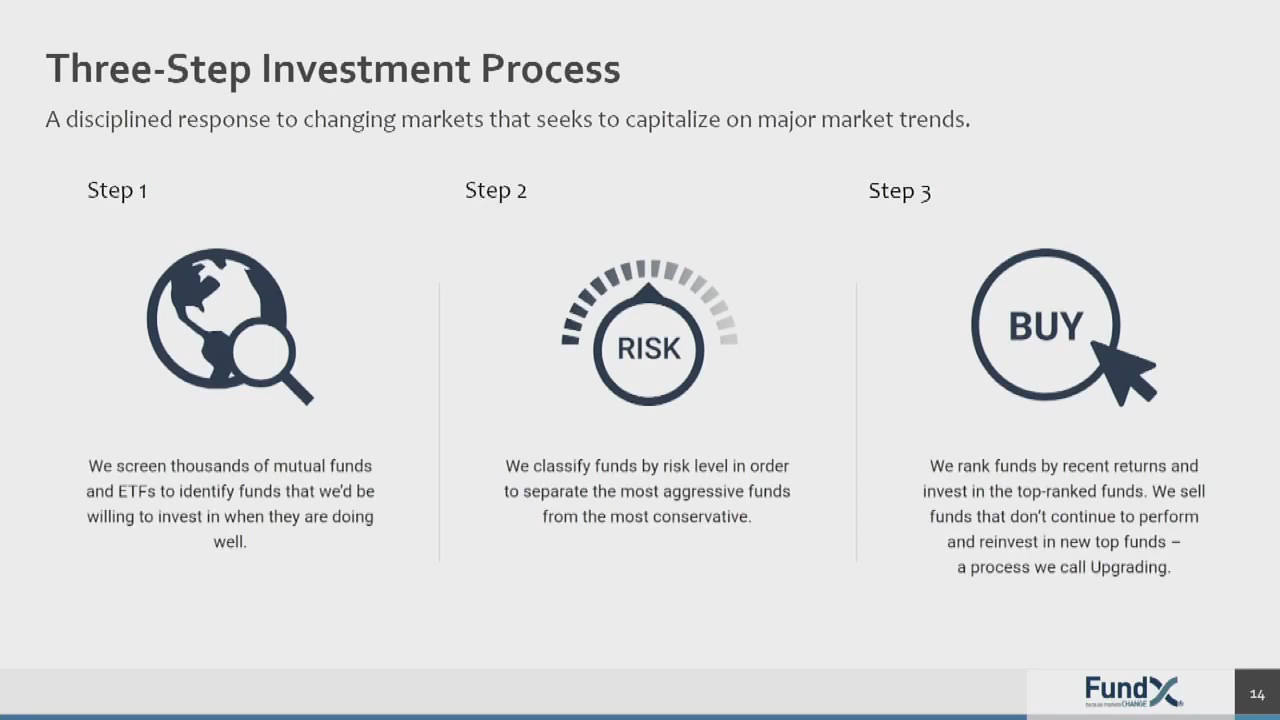 Three-Step Investment Process
A disciplined response to changing markets that seeks to capitalize on major market trends.
Step 1
Step 2
Step 3
RISK
BUY
We screen thousands of mutual funds
and ETFs to identify funds that we’d be
willing to invest in when they are doing
well.
We classify funds by risk level in order
to separate the most aggressive funds
from the most conservative.
We rank funds by recent returns and
invest in the top-ranked funds. We sell
funds that don’t continue to perform
and reinvest in new top funds –
a process we call Upgrading.
FundX®
because markets CHANGE
14